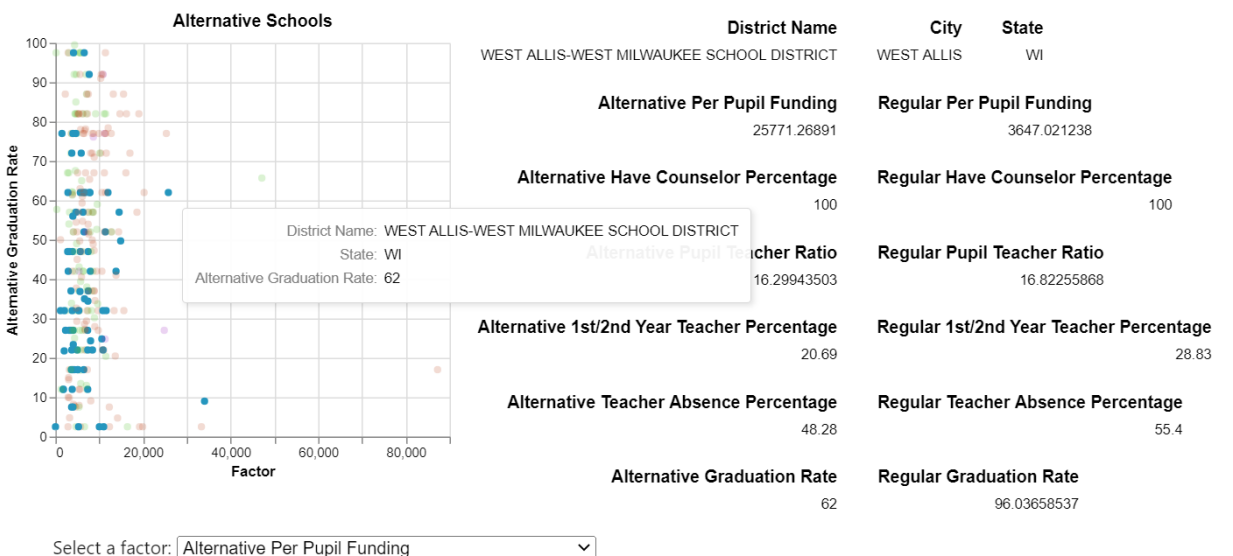 Alternative Schools
District Name City State
WEST ALLIS-WEST MILWAUKEE SCHOOL DISTRICT WEST ALLIS WI
Alternative Per Pupil Funding Regular Per Pupil Funding
25771.26891 3647.021238
Alternative Have Counselor Percentage Regular Have Counselor Percentage
100 100
Alternative Pupil Teacher Ratio Regular Pupil Teacher Ratio
16.29943503 16.82255868
Alternative 1st/2nd Year Teacher Percentage Regular 1st/2nd Year Teacher Percentage
20.69 28.83
Alternative Teacher Absence Percentage Regular Teacher Absence Percentage
48.28 55.4
Alternative Graduation Rate Regular Graduation Rate
62 96.03658537
District Name: WEST ALLIS-WEST MILWAUKEE SCHOOL DISTRICT
State: WI
Alternative Graduation Rate: 62
Alternative Graduation Rate
100
90
80
70
60
50
40
30
20
10
0
0 20,000 40,000 60,000 80,000
Factor
Select a factor: Alternative Per Pupil Funding